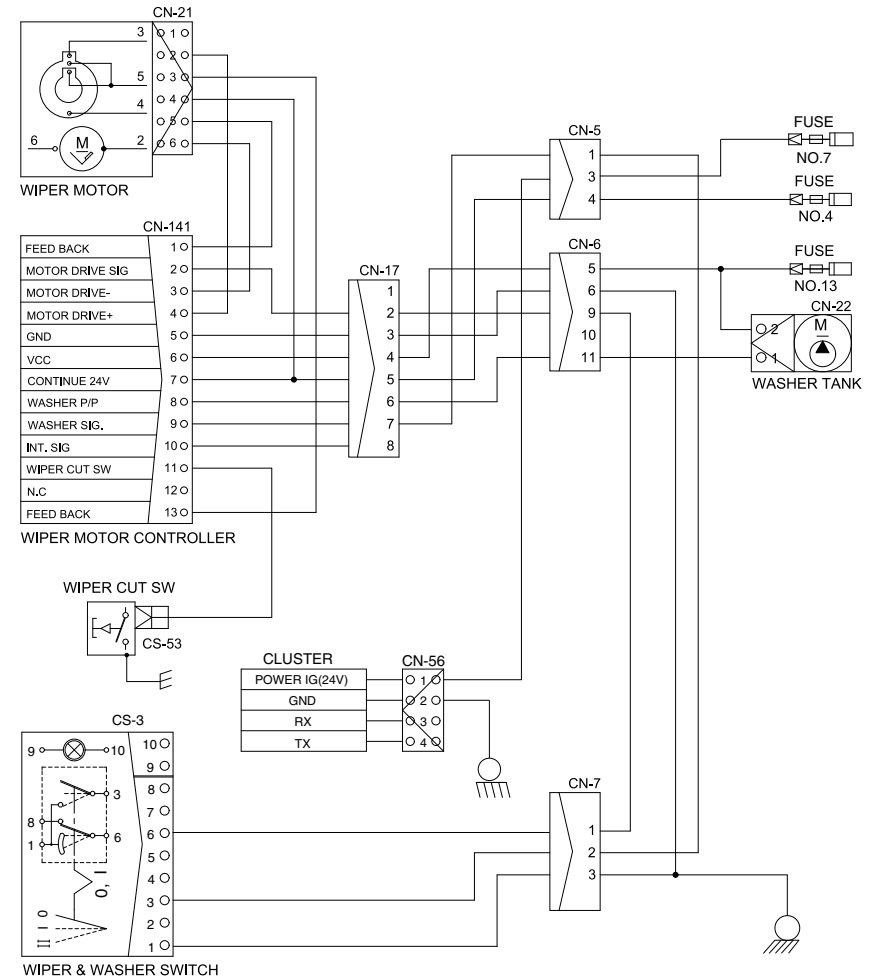 CN-21
3
1
2
5
3
4
4
5
6
M
2
6
WIPER MOTOR
CN-141
FEED BACK 1
MOTOR DRIVE SIG 2
MOTOR DRIVE- 3
MOTOR DRIVE+ 4
GND 5
VCC 6
CONTINUE 24V 7
WASHER P/P 8
WASHER SIG. 9
INT. SIG 10
WIPER CUT SW 11
N.C 12
FEED BACK 13
WIPER MOTOR CONTROLLER
CN-17
1
2
3
4
5
6
7
8
CN-5
1
3
4
CN-6
5
6
9
10
11
FUSE
NO.7
FUSE
NO.4
FUSE
NO.13
CN-22
2
M
1
WASHER TANK
WIPER CUT SW
CS-53
CLUSTER
CN-56
POWER IG(24V) 1
GND 2
RX 3
TX 4
CS-3
9 10
10
9
8
3
7
8
6
6
1
5
4
O, I
3
II I O
2
1
WIPER & WASHER SWITCH
CN-7
1
2
3